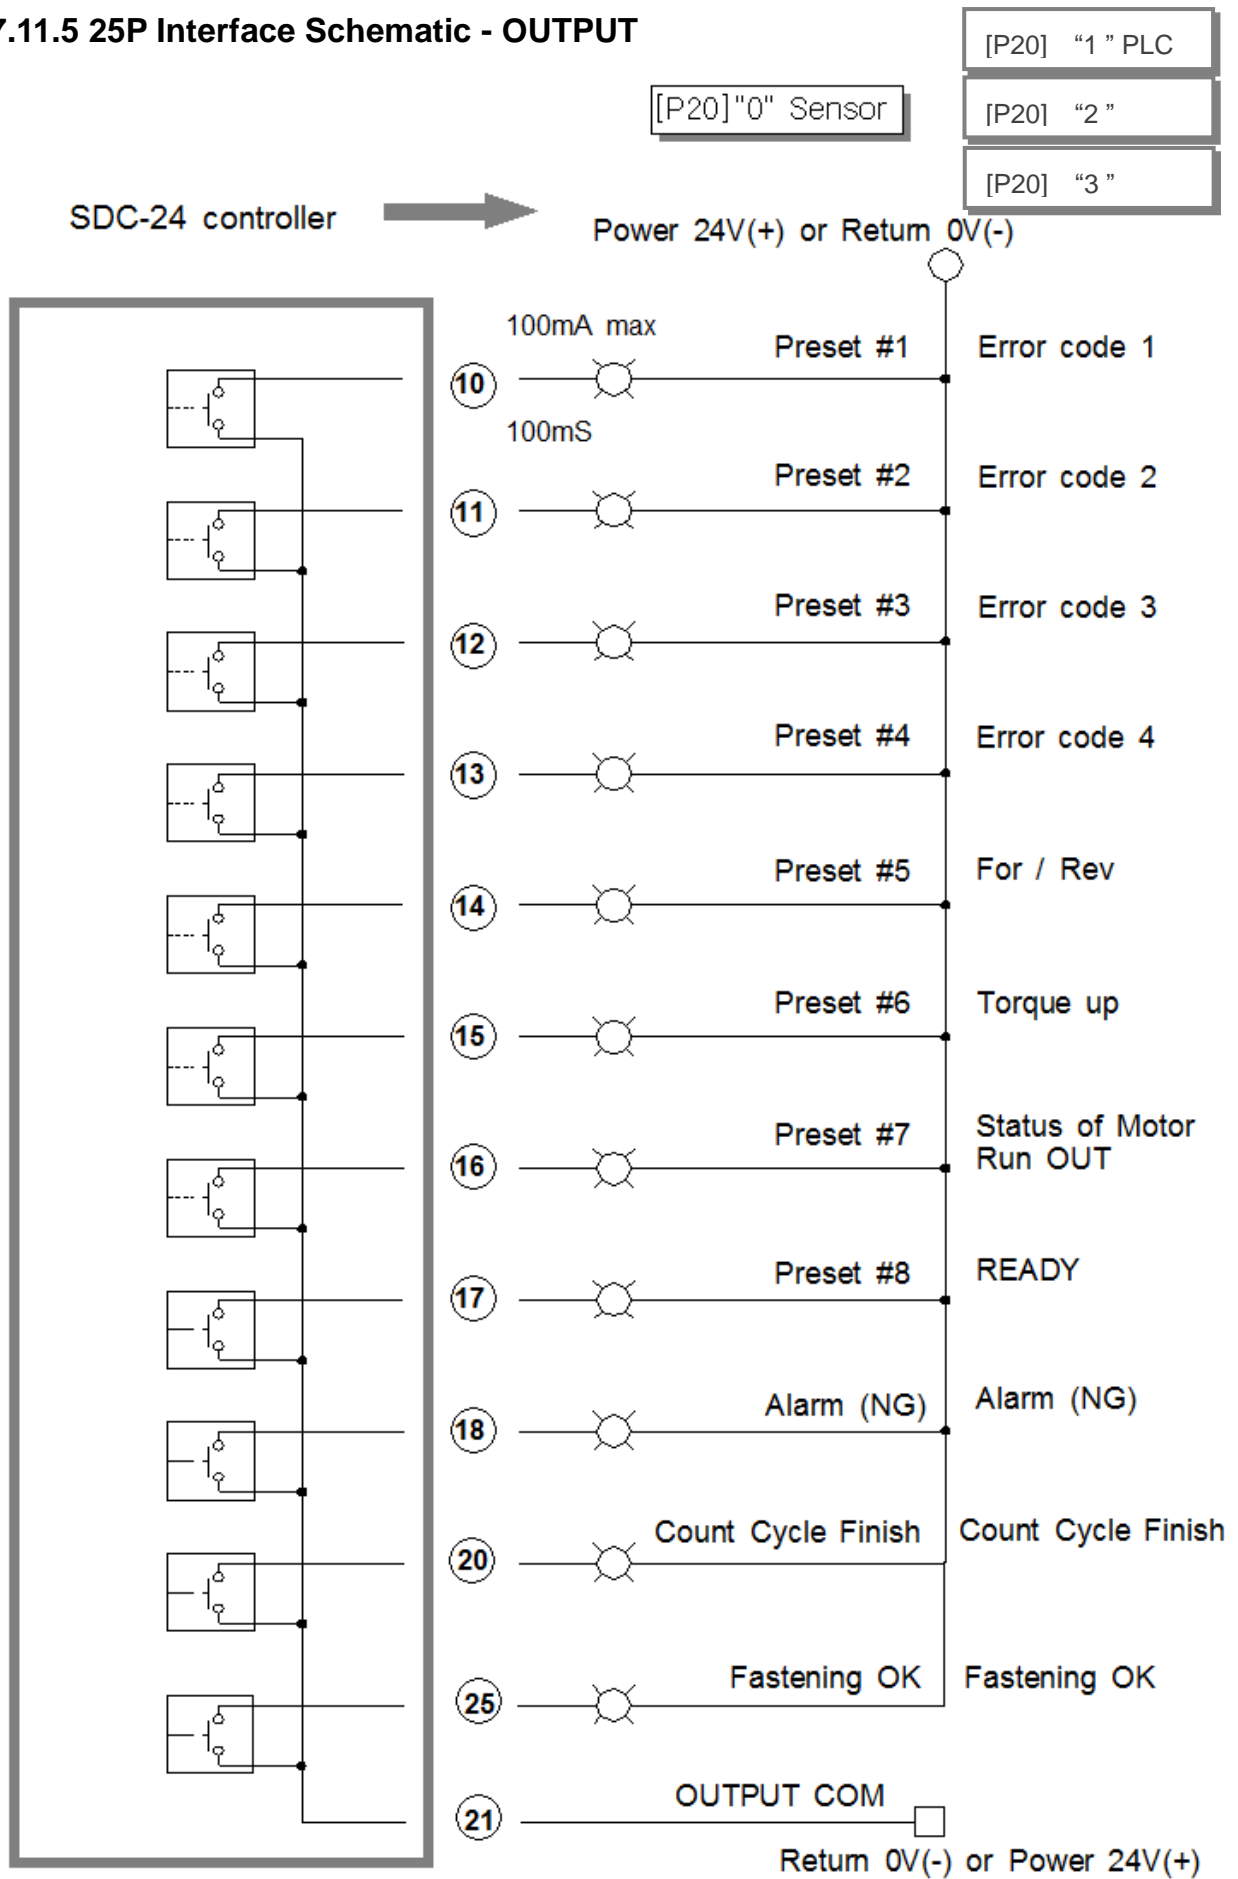 7.11.5 25P Interface Schematic - OUTPUT
[P20] “1 ” PLC
[P20]"0" Sensor
[P20] “2 ”
[P20] “3 ”
SDC-24 controller
Power 24V(+) or Return 0V(-)
100mA max
10
Preset #1
Error code 1
100mS
11
Preset #2
Error code 2
12
Preset #3
Error code 3
13
Preset #4
Error code 4
14
Preset #5
For / Rev
15
Preset #6
Torque up
16
Preset #7
Status of Motor
Run OUT
17
Preset #8
READY
18
Alarm (NG)
Alarm (NG)
20
Count Cycle Finish
Count Cycle Finish
25
Fastening OK
Fastening OK
21
OUTPUT COM
Return 0V(-) or Power 24V(+)